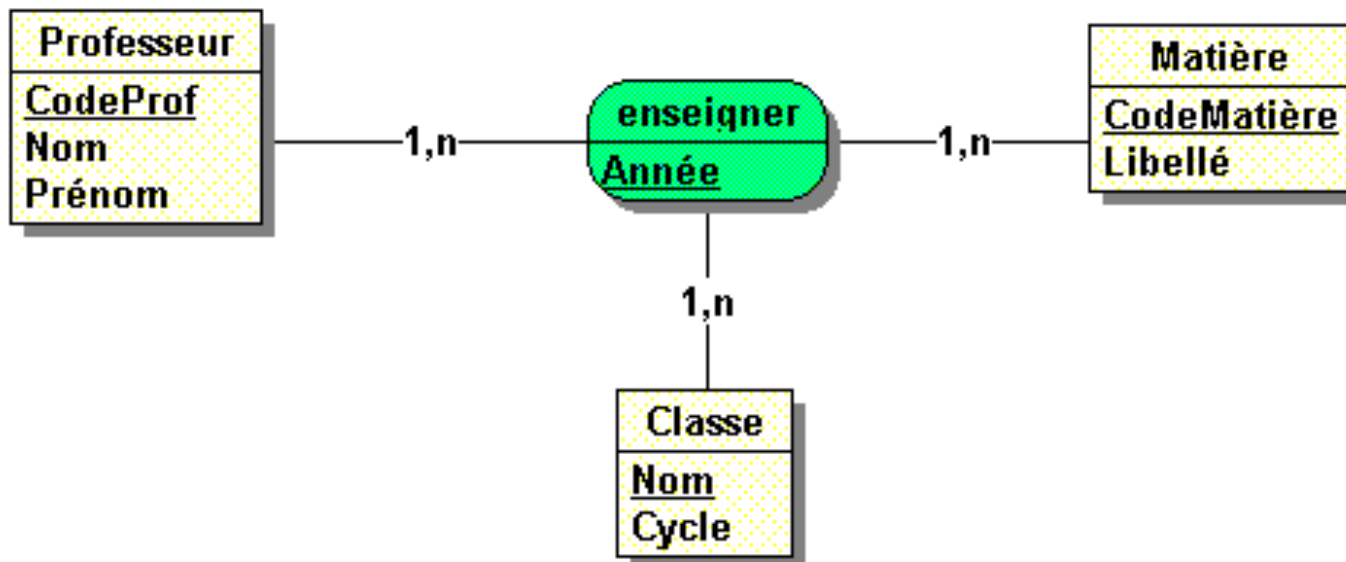 Professeur
CodeProf
Nom
Prénom
1,n
enseigner
Année
1,n
Matière
CodeMatière
Libellé
1,n
Classe
Nom
Cycle